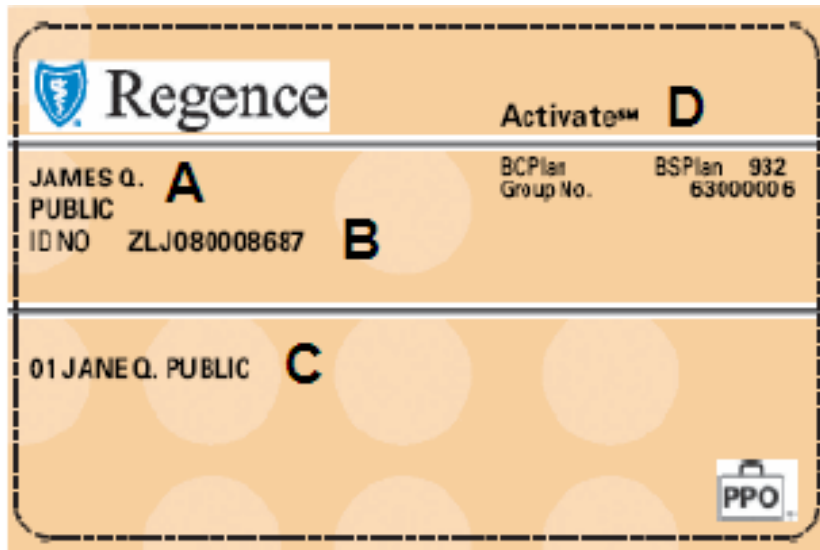 Regence
Activate℠ D
JAMES Q. A
PUBLIC
ID NO ZLJ080008687 B
BCPlan BSPlan 932
Group No. 63000006
01 JANE Q. PUBLIC C
PPO